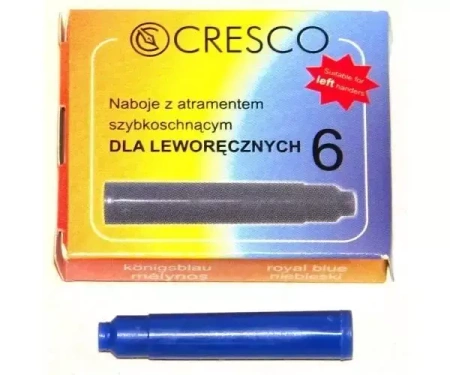 CRESCO
Suitable for
left handers
Naboje z atramentem
szybkoschnącym
DLA LEWORĘCZNYCH 6
königsblau royal blue
mėlynos niebieski